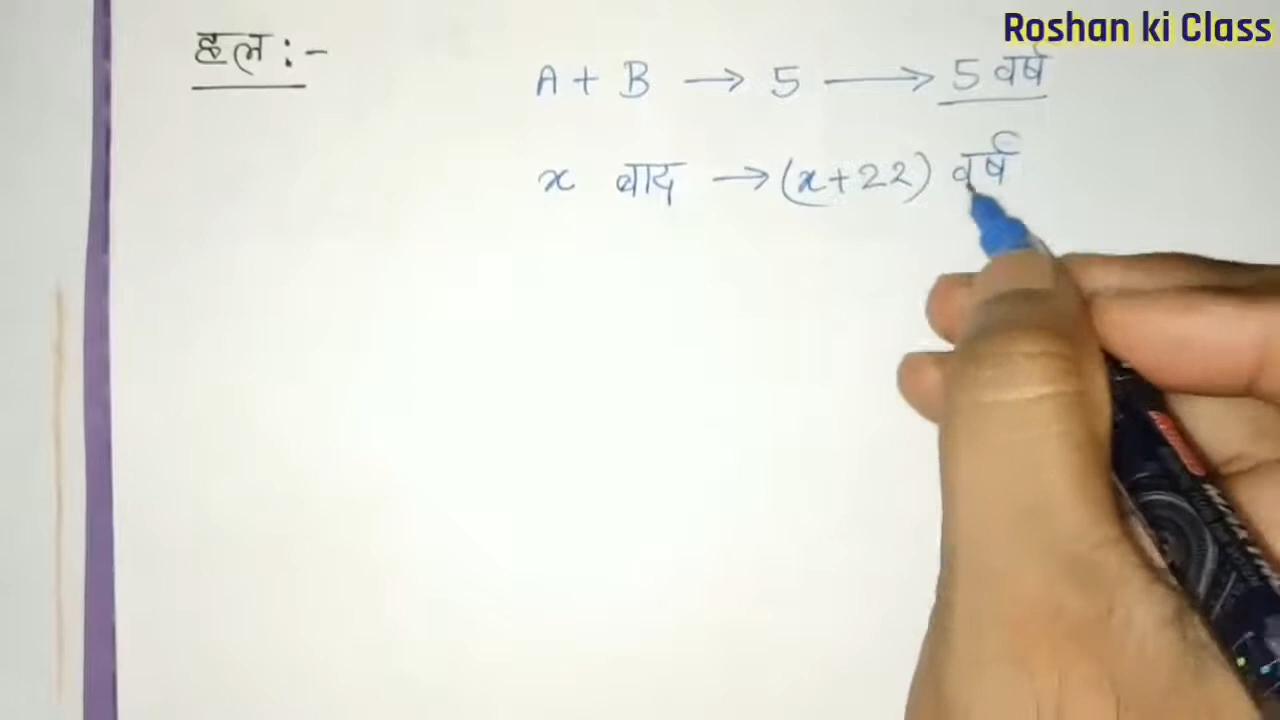 Roshan ki Class
हल :-
A + B → 5 → 5 वर्ष
x बाद → (x+22) वर्ष